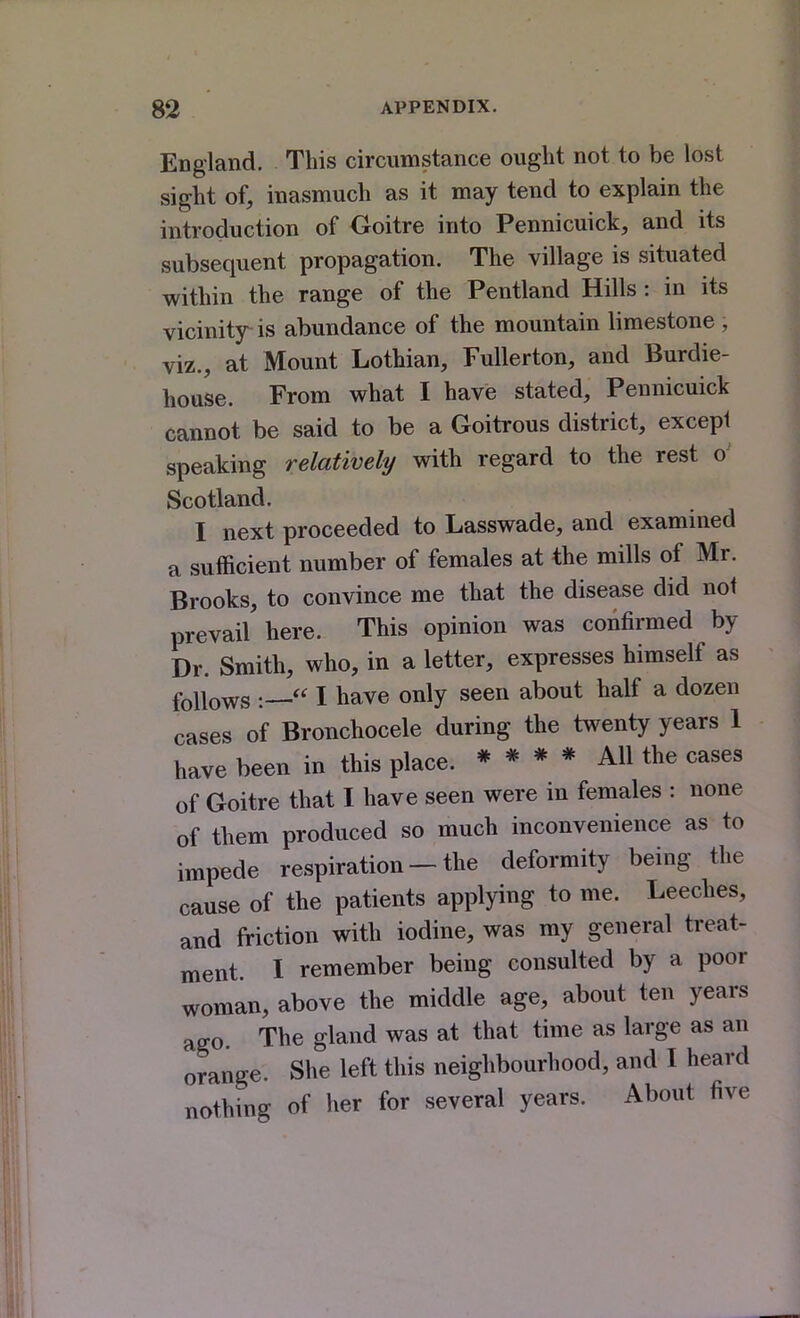 82 APPENDIX.
England. This circumstance ought not to be lost
sight of, inasmuch as it may tend to explain the
introduction of Goitre into Pennicuick, and its
subsequent propagation. The village is situated
within the range of the Pentland Hills: in its
vicinity is abundance of the mountain limestone,
viz., at Mount Lothian, Fullerton, and Burdie-
house. From what I have stated, Pennicuick
cannot be said to be a Goitrous district, except
speaking relatively with regard to the rest o
Scotland.
I next proceeded to Lasswade, and examined
a sufficient number of females at the mills of Mr.
Brooks, to convince me that the disease did not
prevail here. This opinion was confirmed by
Dr. Smith, who, in a letter, expresses himself as
follows:—“ I have only seen about half a dozen
cases of Bronchocele during the twenty years I
have been in this place. * * * * All the cases
of Goitre that I have seen were in females : none
of them produced so much inconvenience as to
impede respiration — the deformity being the
cause of the patients applying to me. Leeches,
and friction with iodine, was my general treat-
ment. I remember being consulted by a poor
woman, above the middle age, about ten years
ago. The gland was at that time as large as an
orange. She left this neighbourhood, and I heard
nothing of her for several years. About five